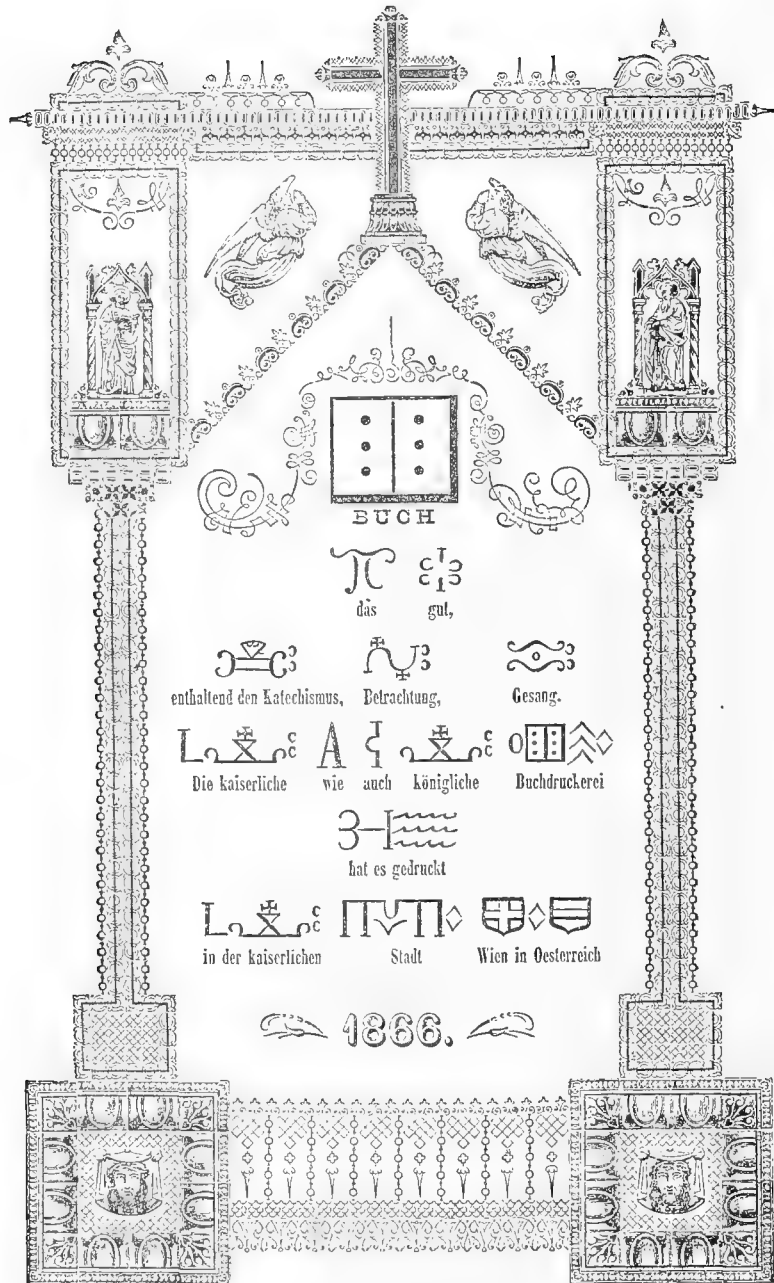 BUCH
das gut,
enthaltend den Katechismus, Betrachtung, Gesang.
Die kaiserliche wie auch königliche Buchdruckerei
hat es gedruckt
in der kaiserlichen Stadt Wien in Oesterreich
1866.